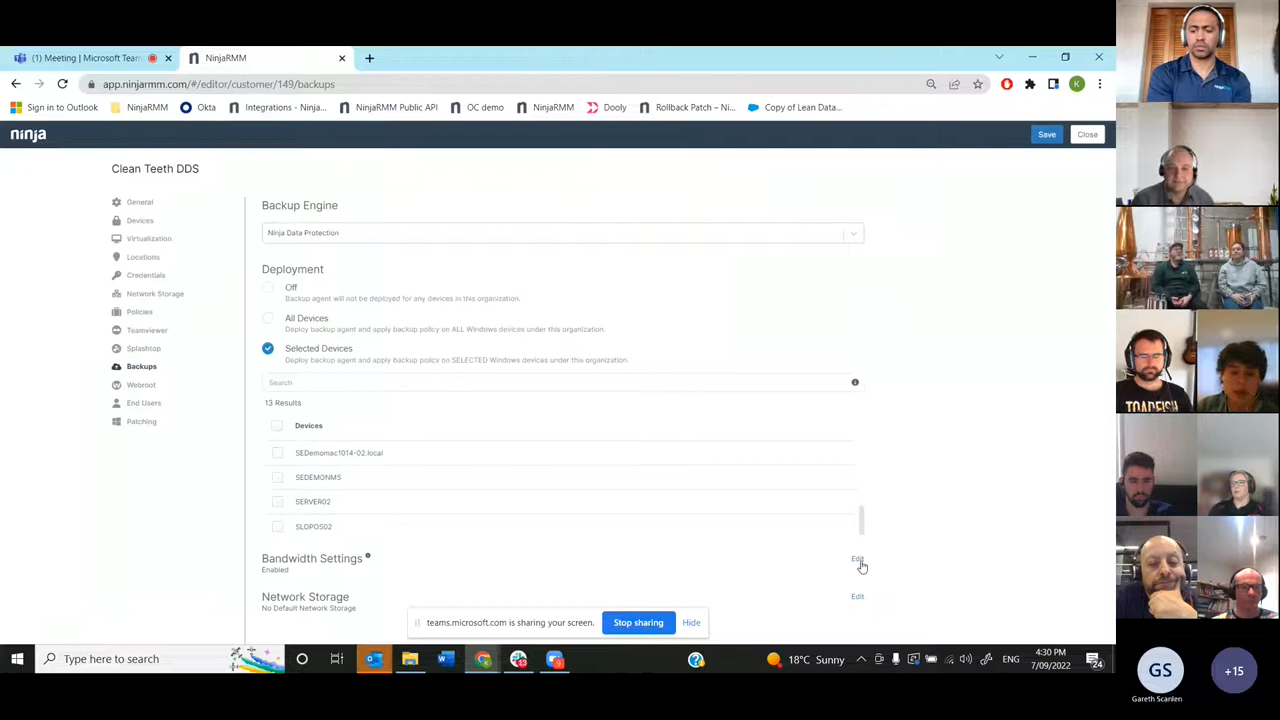 (1) Meeting | Microsoft Team
NinjaRMM
app.ninjarmm.com/#/editor/customer/149/backups
K
Sign in to Outlook
NinjaRMM
Okta
Integrations - Ninja...
NinjaRMM Public API
OC demo
NinjaRMM
Dooly
Rollback Patch – Ni...
Copy of Lean Data...
ninja
Save
Close
Clean Teeth DDS
General
Devices
Virtualization
Locations
Credentials
Network Storage
Policies
Teamviewer
Splashtop
Backups
Webroot
End Users
Patching
Backup Engine
Ninja Data Protection
Deployment
Off
Backup agent will not be deployed for any devices in this organization.
All Devices
Deploy backup agent and apply backup policy on ALL Windows devices under this organization.
Selected Devices
Deploy backup agent and apply backup policy on SELECTED Windows devices under this organization.
Search
13 Results
Devices
SEDemomac1014-02.local
SEDEMONMS
SERVER02
SLOPOS02
Bandwidth Settings
Edit
Enabled
Network Storage
Edit
No Default Network Storage
teams.microsoft.com is sharing your screen.
Stop sharing
Hide
Type here to search
18°C Sunny
ENG
4:30 PM
7/09/2022
24
TOADFISH
GS
+15
Gareth Scanlen